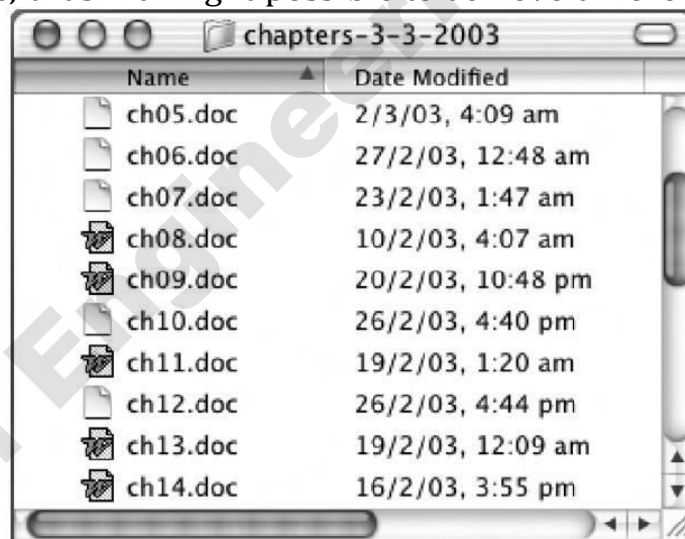 chapters-3-3-2003
Name Date Modified
ch05.doc 2/3/03, 4:09 am
ch06.doc 27/2/03, 12:48 am
ch07.doc 23/2/03, 1:47 am
ch08.doc 10/2/03, 4:07 am
ch09.doc 20/2/03, 10:48 pm
ch10.doc 26/2/03, 4:40 pm
ch11.doc 19/2/03, 1:20 am
ch12.doc 26/2/03, 4:44 pm
ch13.doc 19/2/03, 12:09 am
ch14.doc 16/2/03, 3:55 pm